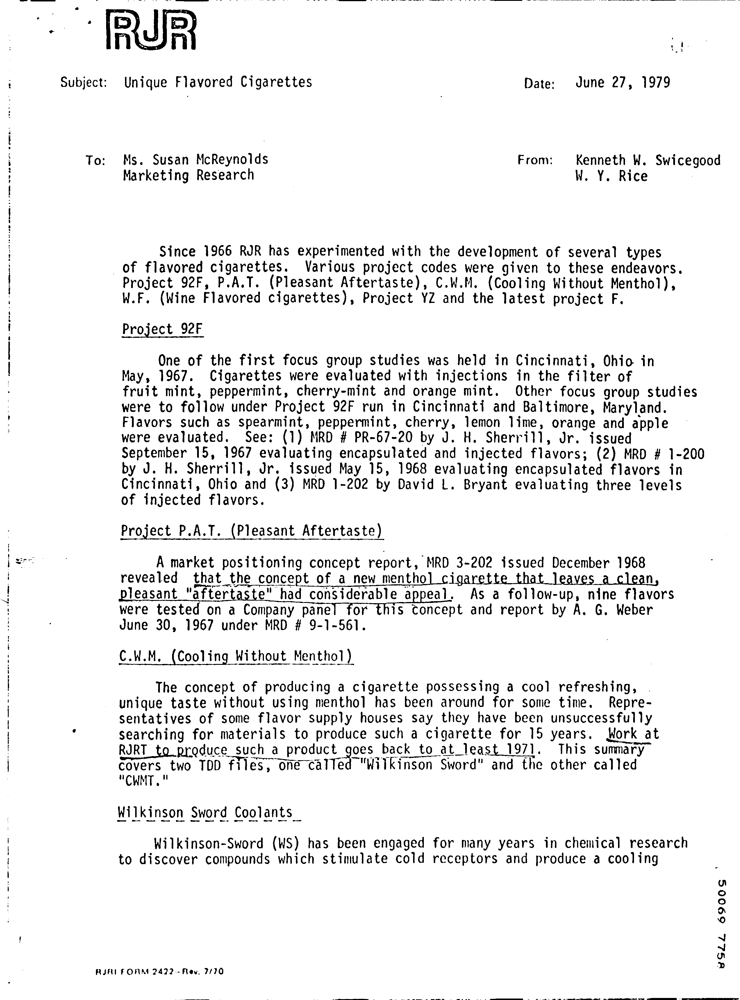 RJR
Subject: Unique Flavored Cigarettes
Date: June 27, 1979
To: Ms. Susan McReynolds
Marketing Research
From: Kenneth W. Swicegood
W. Y. Rice
Since 1966 RJR has experimented with the development of several types
of flavored cigarettes. Various project codes were given to these endeavors.
Project 92F, P.A.T. (Pleasant Aftertaste), C.W.M. (Cooling Without Menthol),
W.F. (Wine Flavored cigarettes), Project YZ and the latest project F.
Project 92F
One of the first focus group studies was held in Cincinnati, Ohio in
May, 1967. Cigarettes were evaluated with injections in the filter of
fruit mint, peppermint, cherry-mint and orange mint. Other focus group studies
were to follow under Project 92F run in Cincinnati and Baltimore, Maryland.
Flavors such as spearmint, peppermint, cherry, lemon lime, orange and apple
were evaluated. See: (1) MRD # PR-67-20 by J. H. Sherrill, Jr. issued
September 15, 1967 evaluating encapsulated and injected flavors; (2) MRD # 1-200
by J. H. Sherrill, Jr. issued May 15, 1968 evaluating encapsulated flavors in
Cincinnati, Ohio and (3) MRD 1-202 by David L. Bryant evaluating three levels
of injected flavors.
Project P.A.T. (Pleasant Aftertaste)
A market positioning concept report, MRD 3-202 issued December 1968
revealed that the concept of a new menthol cigarette that leaves a clean,
pleasant "aftertaste" had considerable appeal. As a follow-up, nine flavors
were tested on a Company panel for this concept and report by A. G. Weber
June 30, 1967 under MRD # 9-1-561.
C.W.M. (Cooling Without Menthol)
The concept of producing a cigarette possessing a cool refreshing,
unique taste without using menthol has been around for some time. Repre-
sentatives of some flavor supply houses say they have been unsuccessfully
searching for materials to produce such a cigarette for 15 years. Work at
RJRT to produce such a product goes back to at least 1971. This summary
covers two TDD files, one called "Wilkinson Sword" and the other called
"CWMT."
Wilkinson Sword Coolants
Wilkinson-Sword (WS) has been engaged for many years in chemical research
to discover compounds which stimulate cold receptors and produce a cooling
50069 7758
RJRI FORM 2422 - Rev. 7/70